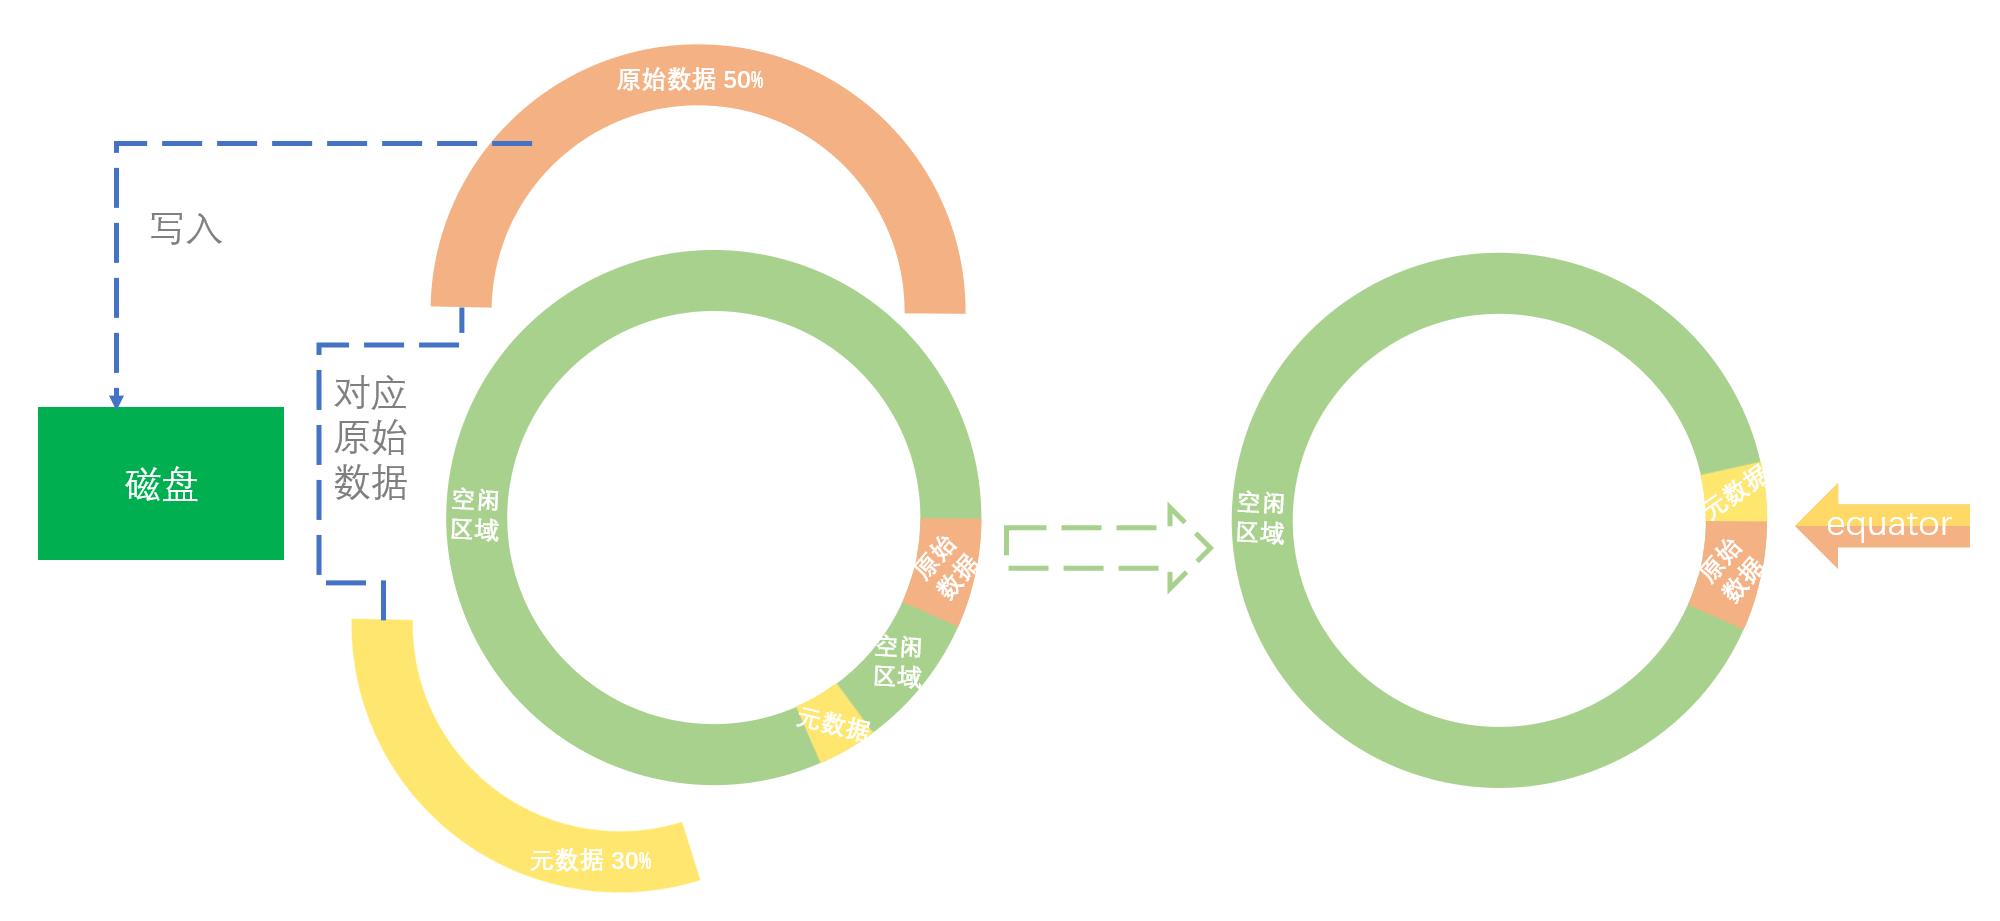 原始数据 50%
写入
对应
原始
数据
磁盘
空闲
区域
原始
数据
空闲
区域
元数据
元数据 30%
空闲
区域
元数据
原始
数据
equator